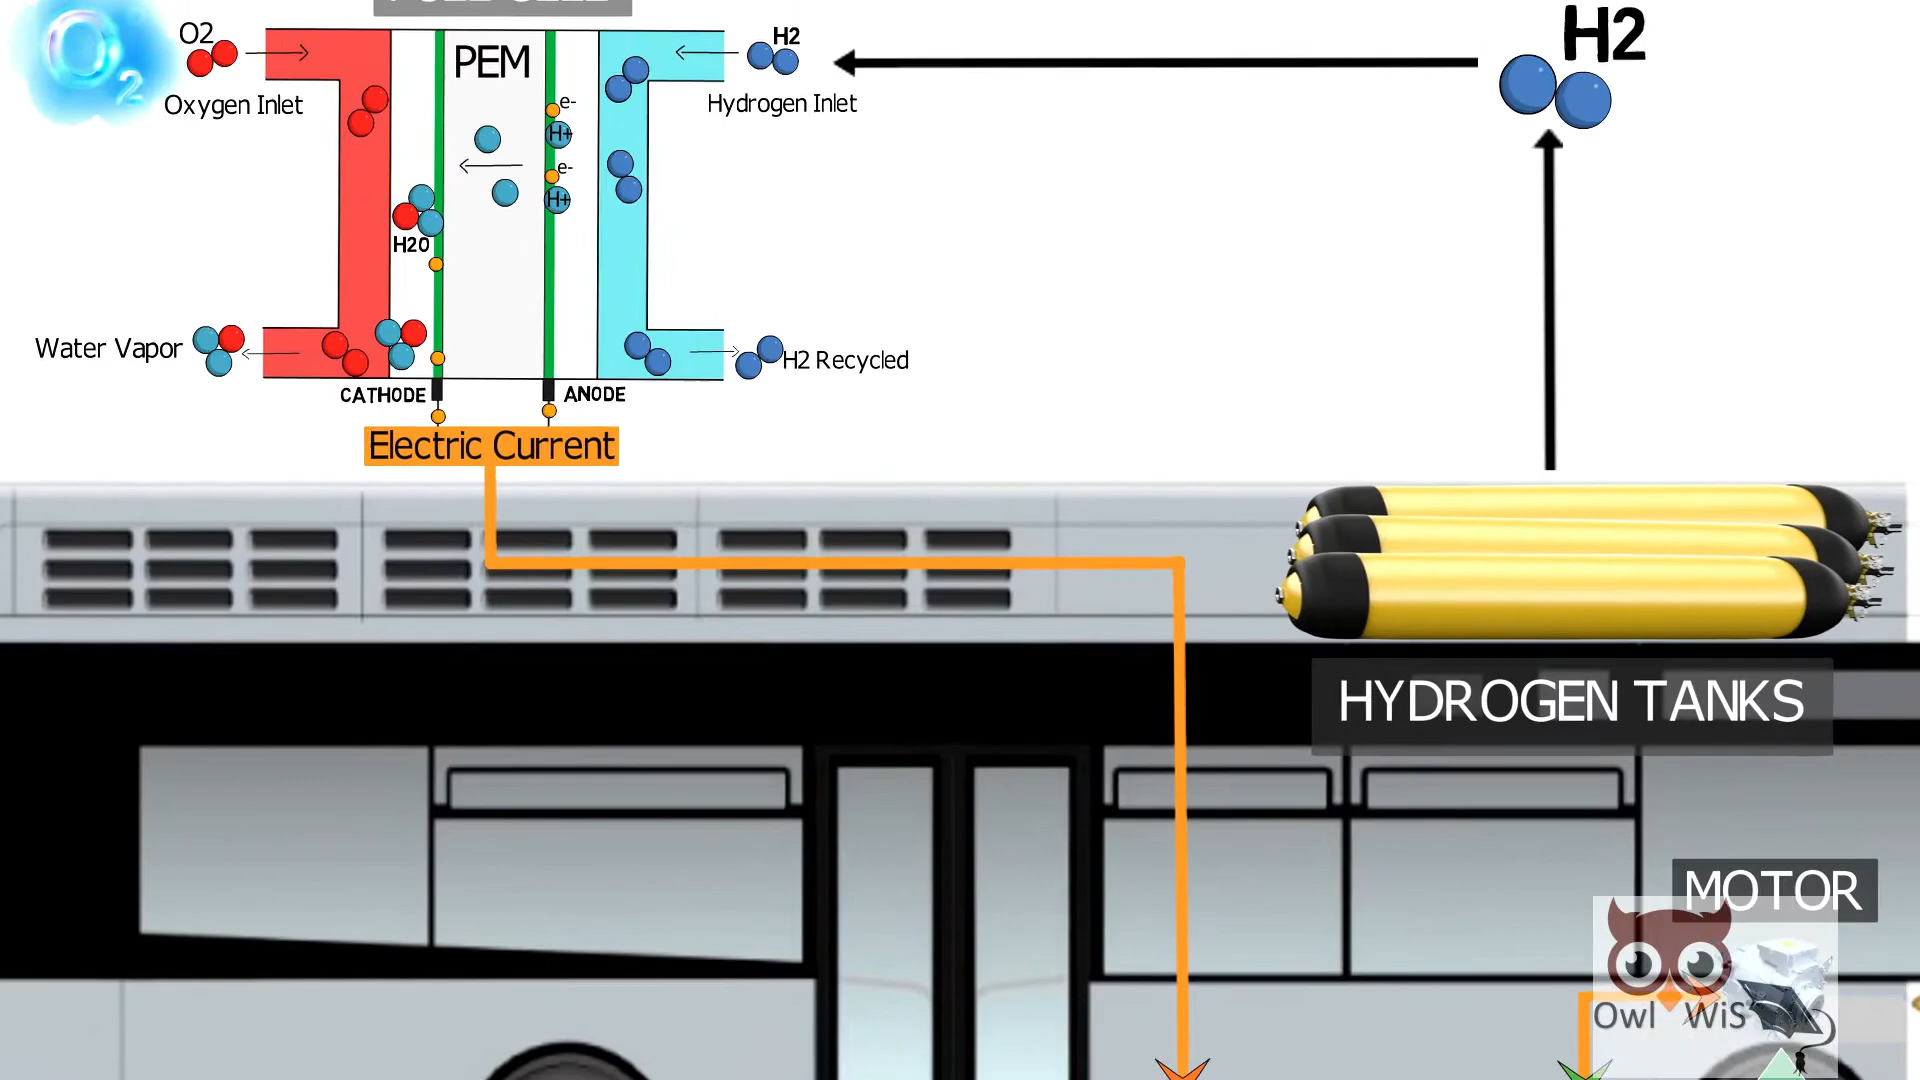 O2
H2
H2
PEM
Oxygen Inlet
e-
Hydrogen Inlet
H+
e-
H+
H2O
Water Vapor
H2 Recycled
CATHODE
ANODE
Electric Current
HYDROGEN TANKS
MOTOR
Owl WiS
O2